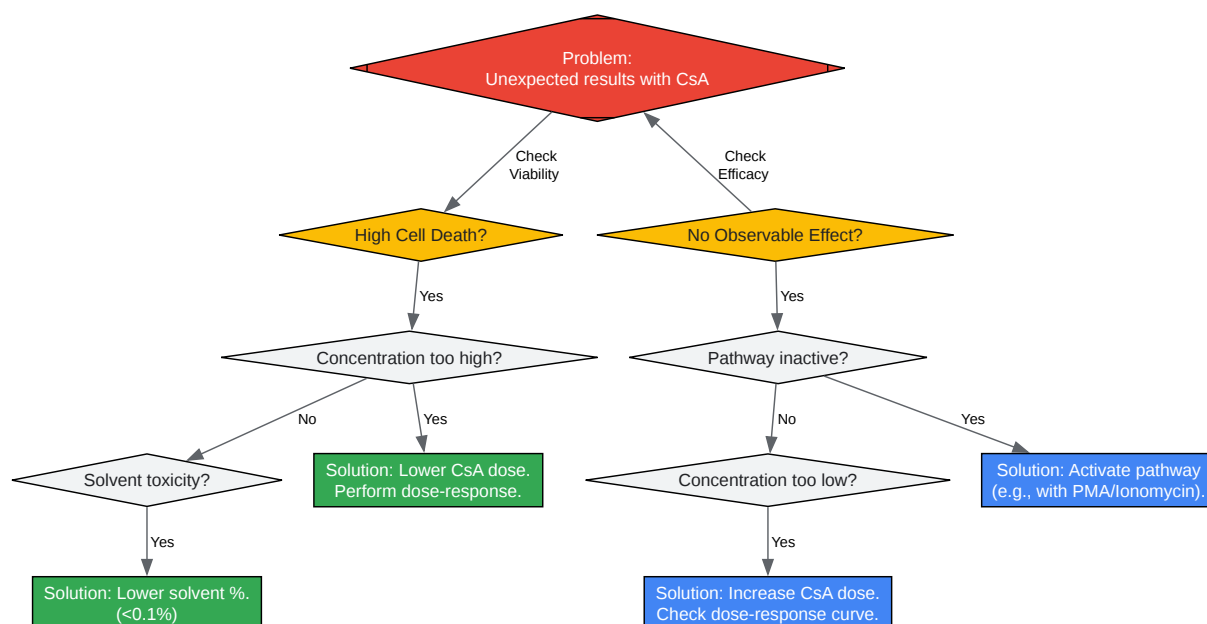 Problem:
Unexpected results with CsA
Check
Viability
Check
Efficacy
High Cell Death?
No Observable Effect?
Yes
Yes
Concentration too high?
Pathway inactive?
No
Yes
No
Yes
Solvent toxicity?
Solution: Lower CsA dose.
Perform dose-response.
Concentration too low?
Solution: Activate pathway
(e.g., with PMA/Ionomycin).
Yes
Yes
Solution: Lower solvent %.
(<0.1%)
Solution: Increase CsA dose.
Check dose-response curve.